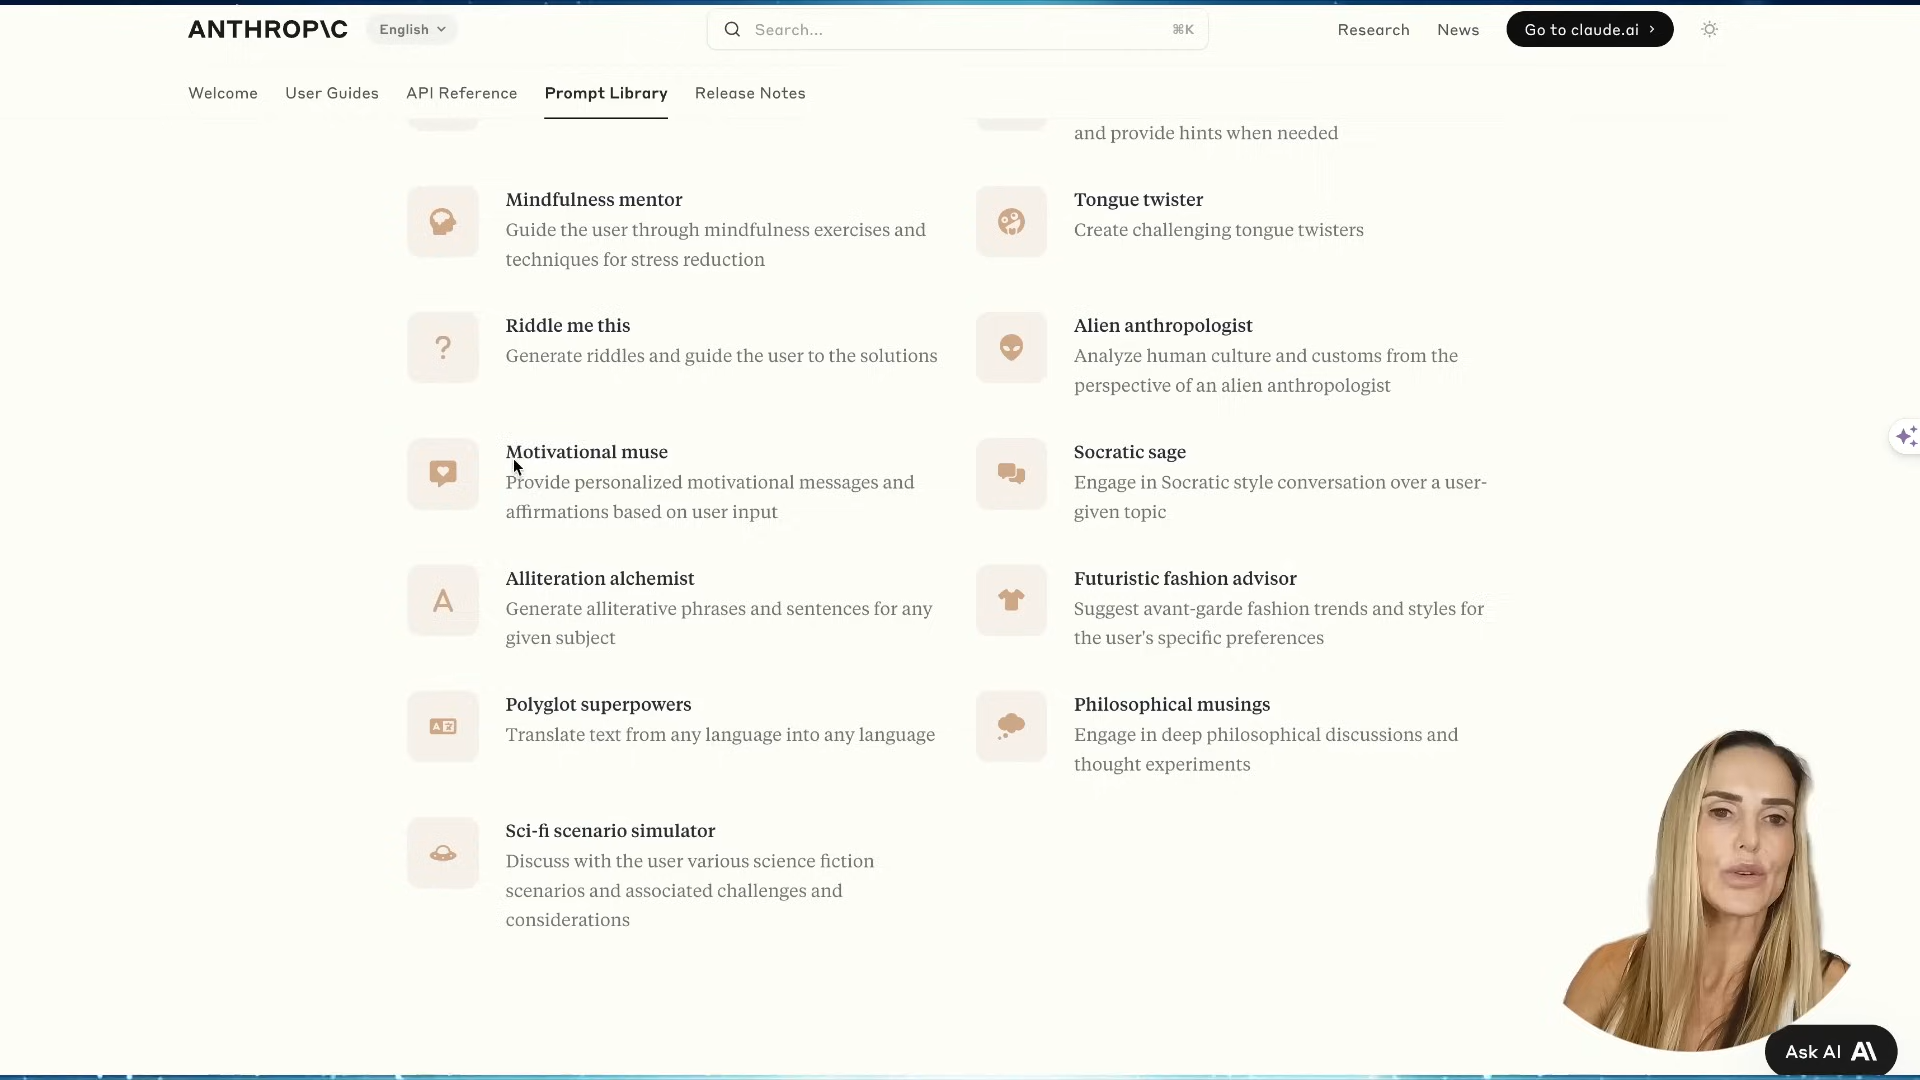 ANTHROP\C
English
Search...
⌘K
Research
News
Go to claude.ai
Welcome
User Guides
API Reference
Prompt Library
Release Notes
and provide hints when needed
Mindfulness mentor
Guide the user through mindfulness exercises and
techniques for stress reduction
Tongue twister
Create challenging tongue twisters
?
Riddle me this
Generate riddles and guide the user to the solutions
Alien anthropologist
Analyze human culture and customs from the
perspective of an alien anthropologist
Motivational muse
Provide personalized motivational messages and
affirmations based on user input
Socratic sage
Engage in Socratic style conversation over a user-
given topic
A
Alliteration alchemist
Generate alliterative phrases and sentences for any
given subject
Futuristic fashion advisor
Suggest avant-garde fashion trends and styles for
the user's specific preferences
Polyglot superpowers
Translate text from any language into any language
Philosophical musings
Engage in deep philosophical discussions and
thought experiments
Sci-fi scenario simulator
Discuss with the user various science fiction
scenarios and associated challenges and
considerations
Ask AI A\